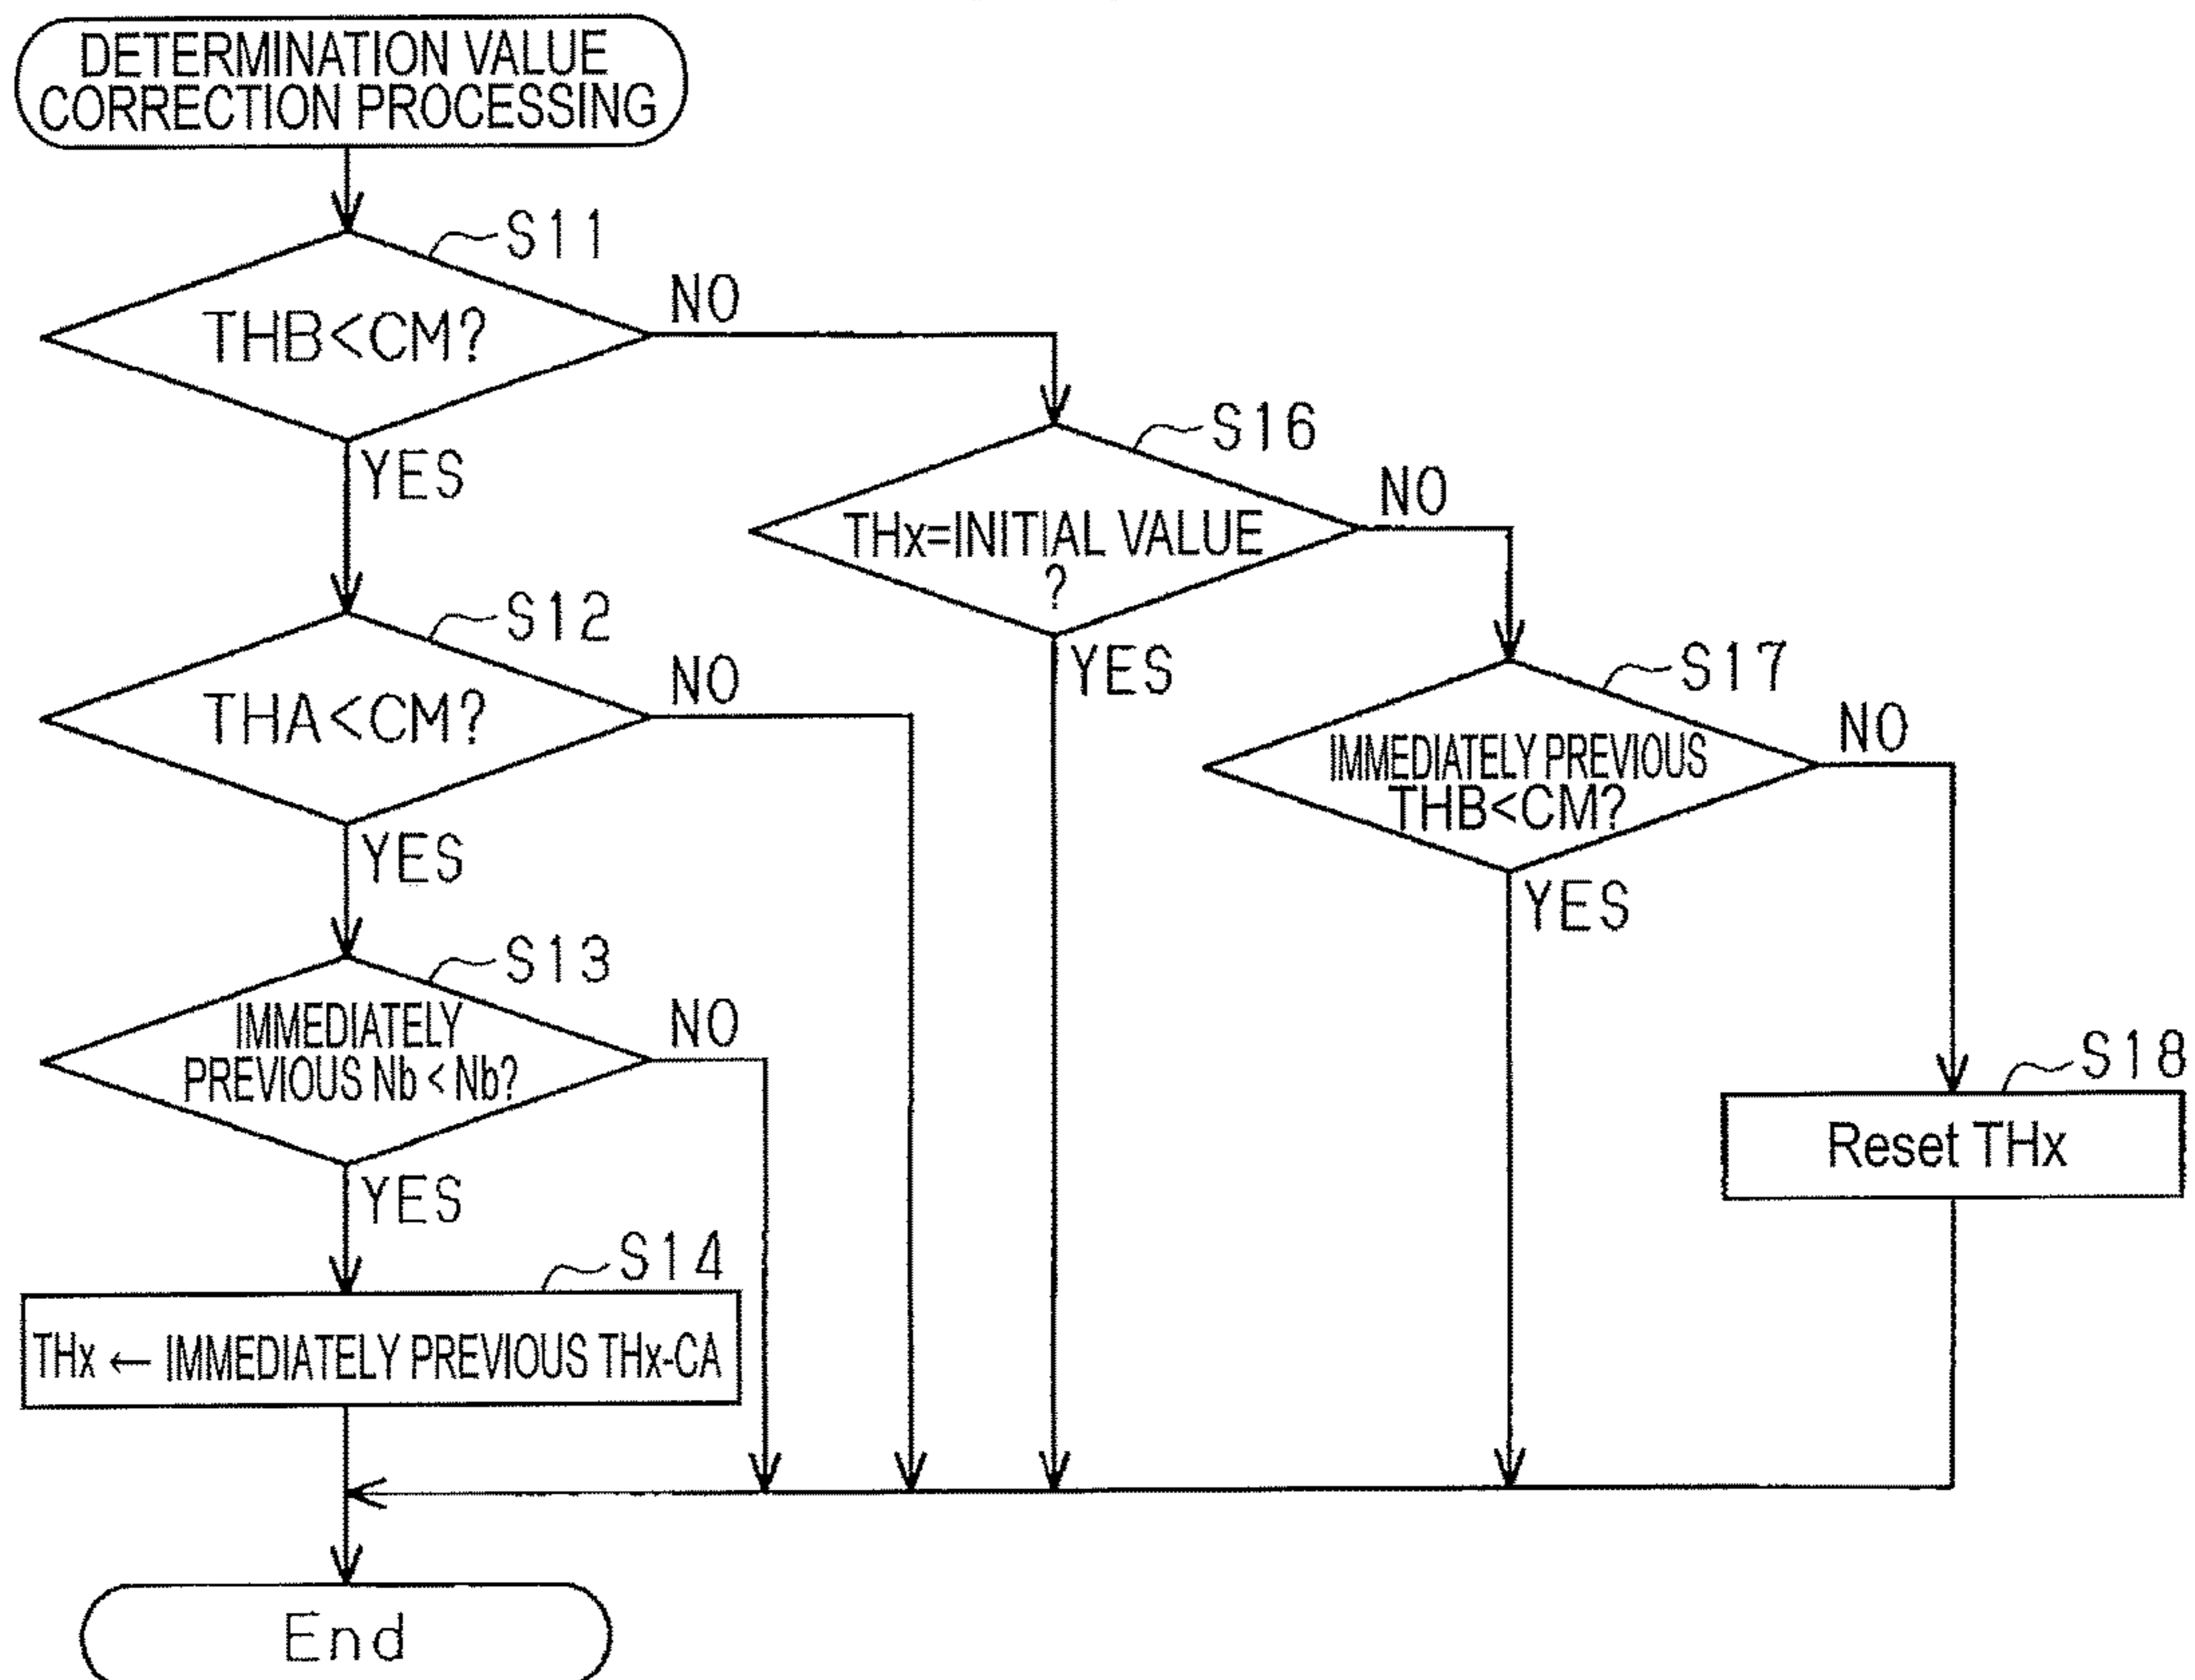 DETERMINATION VALUE
CORRECTION PROCESSING
S11
THB<CM?
NO
YES
S16
THx=INITIAL VALUE
?
NO
YES
S12
THA<CM?
NO
YES
S17
IMMEDIATELY PREVIOUS
THB<CM?
NO
YES
S13
IMMEDIATELY
PREVIOUS Nb < Nb?
NO
YES
S18
Reset THx
S14
THx ← IMMEDIATELY PREVIOUS THx-CA
End